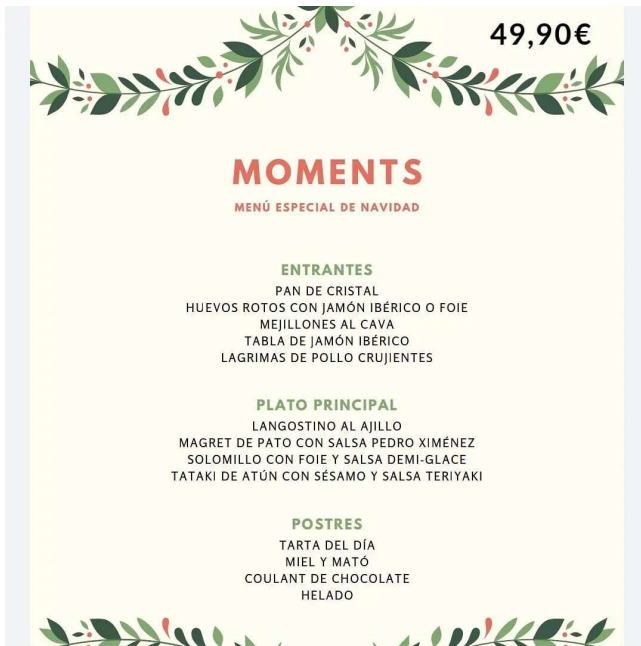 49,90€
MOMENTS
MENÚ ESPECIAL DE NAVIDAD
ENTRANTES
PAN DE CRISTAL
HUEVOS ROTOS CON JAMÓN IBÉRICO O FOIE
MEJILLONES AL CAVA
TABLA DE JAMÓN IBÉRICO
LAGRIMAS DE POLLO CRUJIENTES
PLATO PRINCIPAL
LANGOSTINO AL AJILLO
MAGRET DE PATO CON SALSA PEDRO XIMÉNEZ
SOLOMILLO CON FOIE Y SALSA DEMI-GLACE
TATAKI DE ATÚN CON SÉSAMO Y SALSA TERIYAKI
POSTRES
TARTA DEL DÍA
MIEL Y MATÓ
COULANT DE CHOCOLATE
HELADO